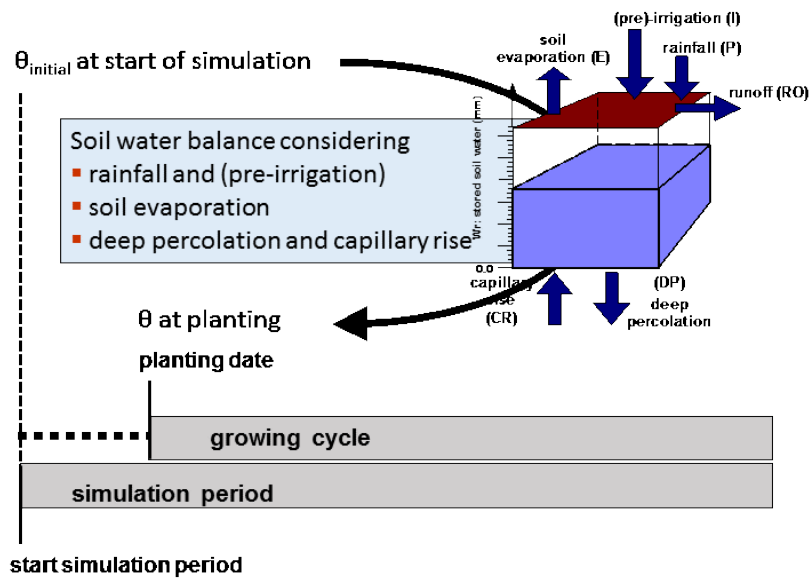 (pre)-irrigation (I)
soil
evaporation (E)
rainfall (P)
runoff (RO)
θinitial at start of simulation
Soil water balance considering
▪ rainfall and (pre-irrigation)
▪ soil evaporation
▪ deep percolation and capillary rise
Wr: stored soil water (mm)
0.0
capillary
rise
(CR)
(DP)
deep
percolation
θ at planting
planting date
growing cycle
simulation period
start simulation period